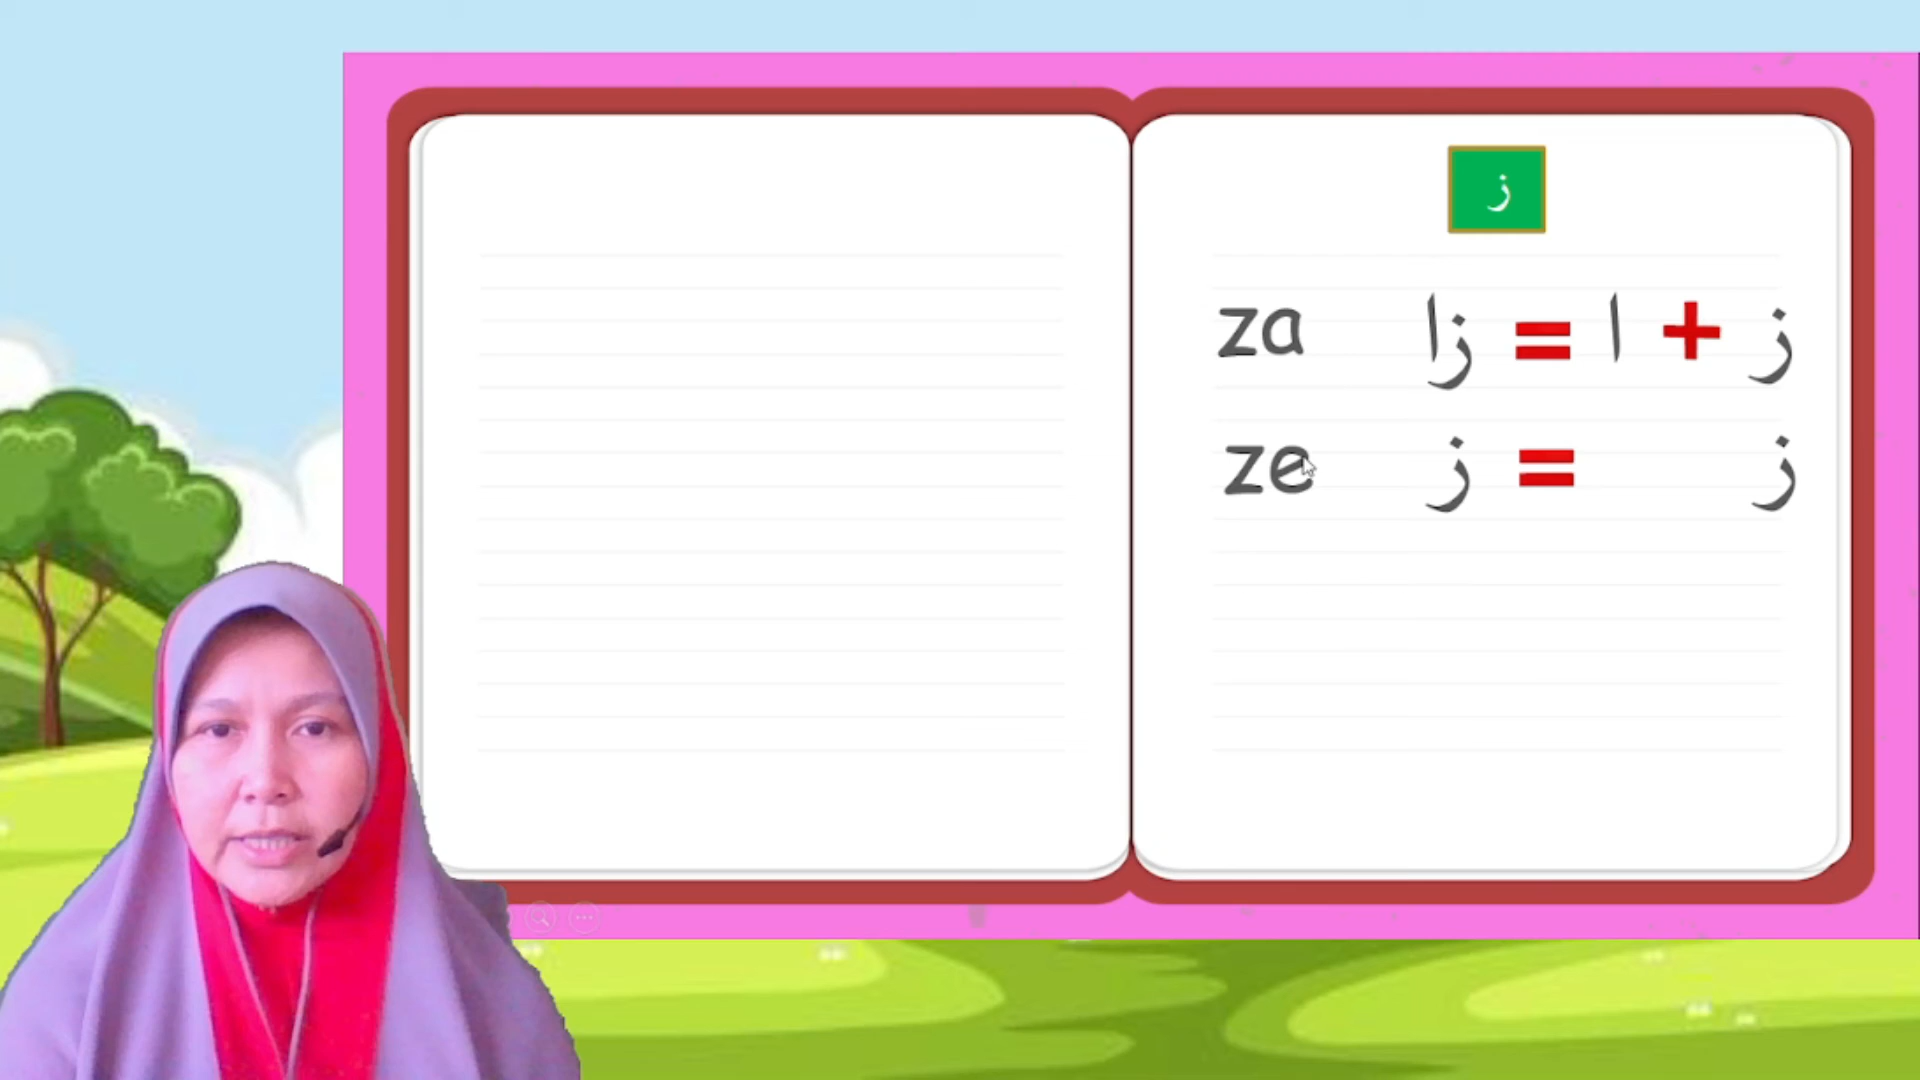 ز
ز + ا = زا za
ز = ز ze